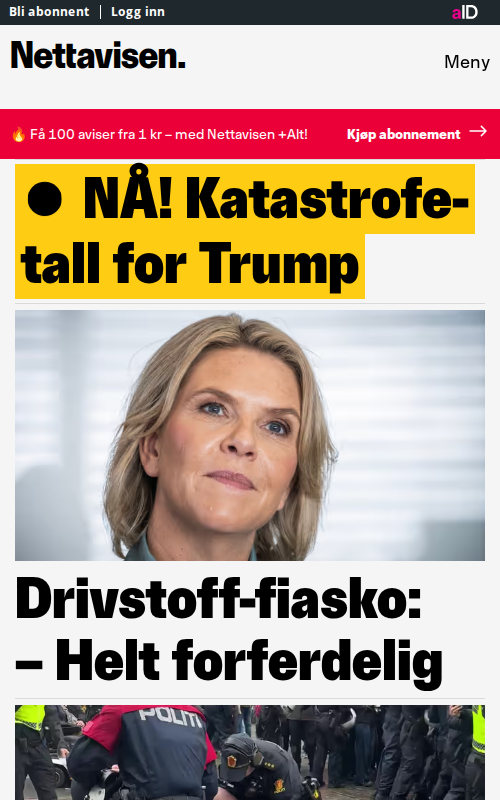 Bli abonnent | Logg inn
aID
Nettavisen.
Meny
🔥 Få 100 aviser fra 1 kr – med Nettavisen +Alt!
Kjøp abonnement →
● NÅ! Katastrofe-
tall for Trump
Drivstoff-fiasko:
– Helt forferdelig
POLITI